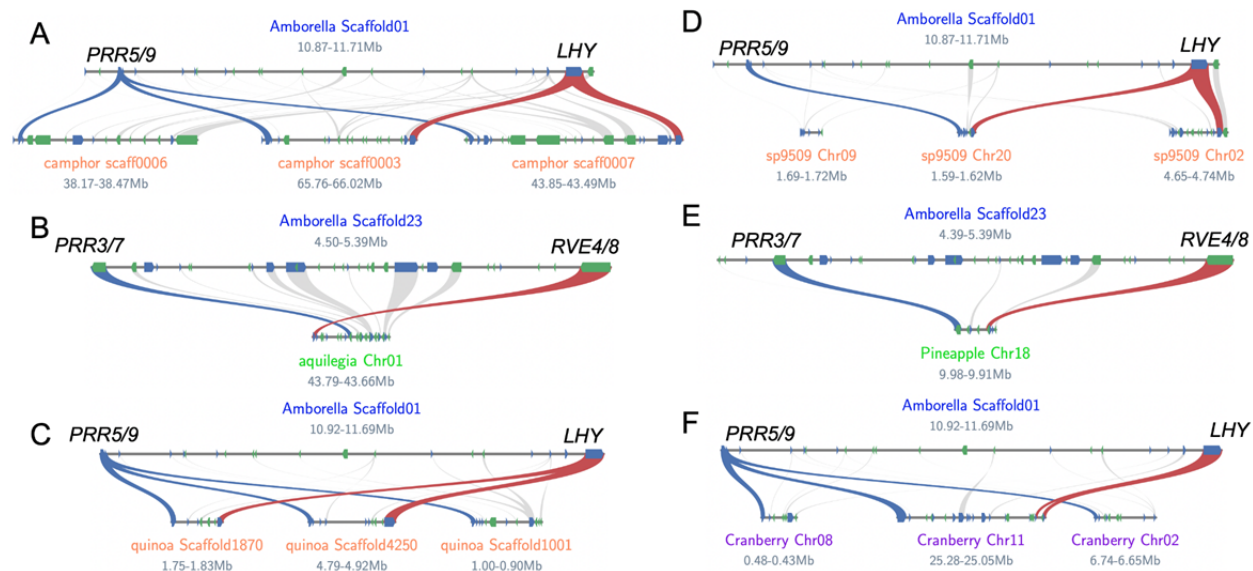 A
Amborella Scaffold01
10.87-11.71Mb
PRR5/9
LHY
camphor scaff0006
camphor scaff0003
camphor scaff0007
38.17-38.47Mb
65.76-66.02Mb
43.85-43.49Mb
B
Amborella Scaffold23
4.50-5.39Mb
PRR3/7
RVE4/8
aquilegia Chr01
43.79-43.66Mb
C
Amborella Scaffold01
10.92-11.69Mb
PRR5/9
LHY
quinoa Scaffold1870
quinoa Scaffold4250
quinoa Scaffold1001
1.75-1.83Mb
4.79-4.92Mb
1.00-0.90Mb
D
Amborella Scaffold01
10.87-11.71Mb
PRR5/9
LHY
sp9509 Chr09
sp9509 Chr20
sp9509 Chr02
1.69-1.72Mb
1.59-1.62Mb
4.65-4.74Mb
E
Amborella Scaffold23
4.39-5.39Mb
PRR3/7
RVE4/8
Pineapple Chr18
9.98-9.91Mb
F
Amborella Scaffold01
10.92-11.69Mb
PRR5/9
LHY
Cranberry Chr08
Cranberry Chr11
Cranberry Chr02
0.48-0.43Mb
25.28-25.05Mb
6.74-6.65Mb